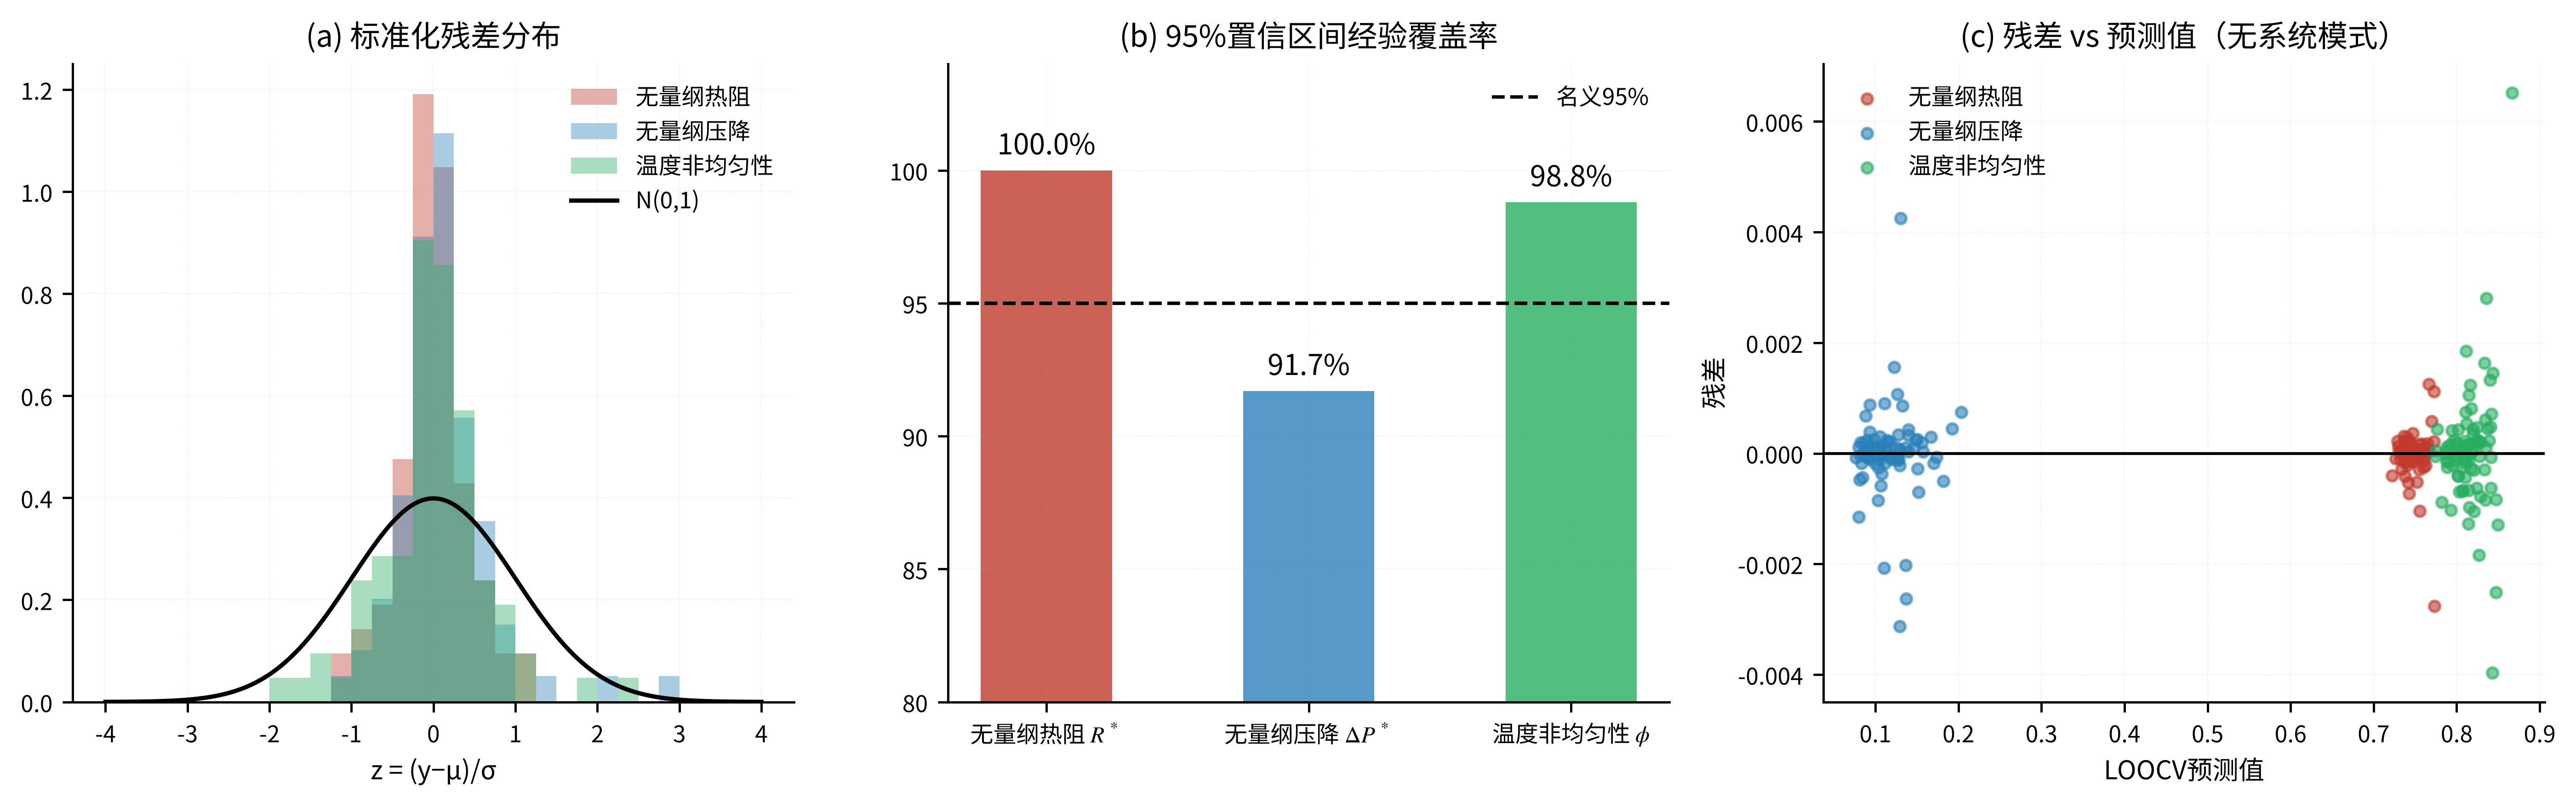 (a) 标准化残差分布
1.2
1.0
0.8
0.6
0.4
0.2
0.0
-4 -3 -2 -1 0 1 2 3 4
z = (y−μ)/σ
无量纲热阻
无量纲压降
温度非均匀性
N(0,1)
(b) 95%置信区间经验覆盖率
名义95%
100
95
90
85
80
100.0%
91.7%
98.8%
无量纲热阻 R*
无量纲压降 ΔP*
温度非均匀性 ϕ
(c) 残差 vs 预测值（无系统模式）
无量纲热阻
无量纲压降
温度非均匀性
残差
0.006
0.004
0.002
0.000
-0.002
-0.004
0.1 0.2 0.3 0.4 0.5 0.6 0.7 0.8 0.9
LOOCV预测值